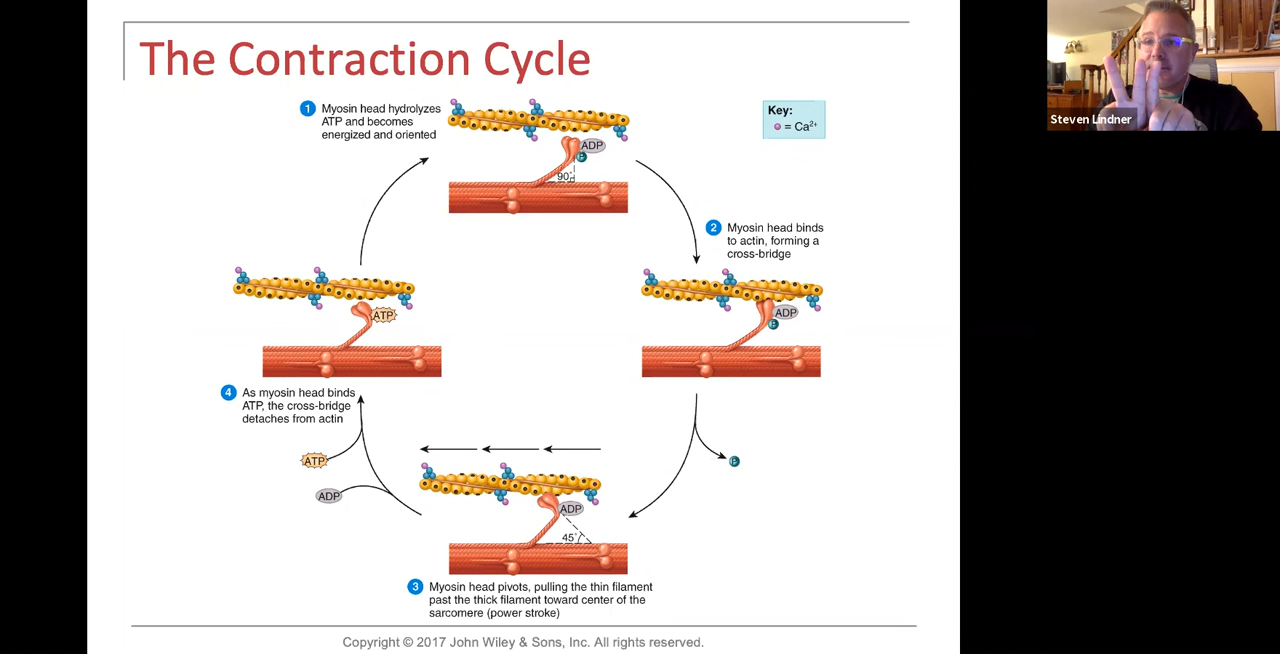 The Contraction Cycle
1
Myosin head hydrolyzes
ATP and becomes
energized and oriented
ADP
P
90°
Key:
= Ca2+
Steven Lindner
2
Myosin head binds
to actin, forming a
cross-bridge
ADP
P
ATP
4
As myosin head binds
ATP, the cross-bridge
detaches from actin
ATP
ADP
P
ADP
45°
3
Myosin head pivots, pulling the thin filament
past the thick filament toward center of the
sarcomere (power stroke)
Copyright © 2017 John Wiley & Sons, Inc. All rights reserved.